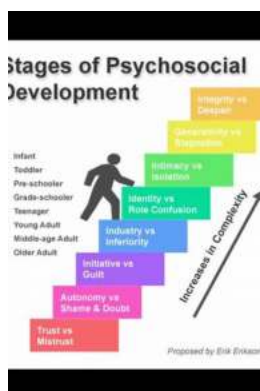 Stages of Psychosocial
Development
Integrity vs
Despair
Generativity vs
Stagnation
Infant
Toddler
Pre-schooler
Grade-schooler
Teenager
Young Adult
Middle-age Adult
Older Adult
Intimacy vs
Isolation
Identity vs
Role Confusion
Industry vs
Inferiority
Initiative vs
Guilt
Autonomy vs
Shame & Doubt
Trust vs
Mistrust
Increases in Complexity
Proposed by Erik Erikson